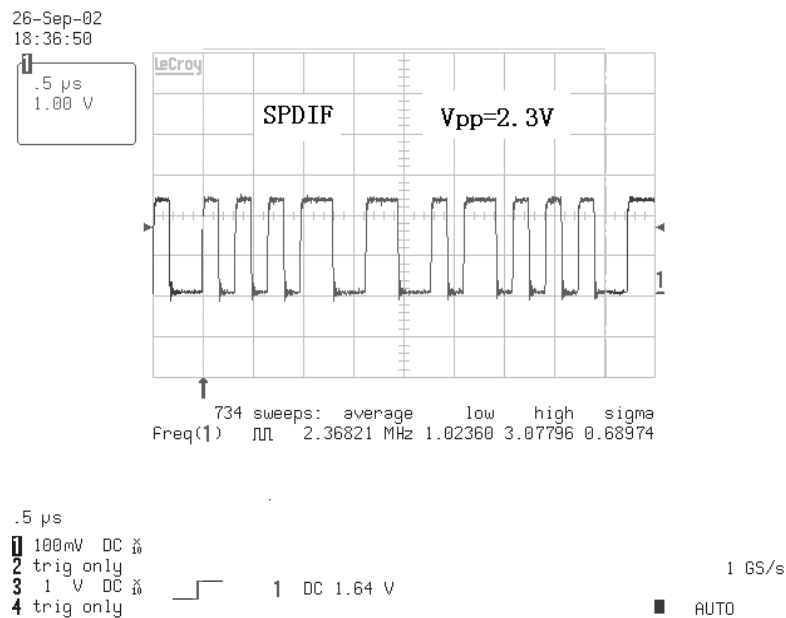 26-Sep-02
18:36:50
1
.5 µs
1.00 V
LeCroy
SPDIF Vpp=2.3V
1
734 sweeps: average low high sigma
Freq(1) 2.36821 MHz 1.02360 3.07796 0.68974
.5 µs
1 100mV DC X10
2 trig only
3 1 V DC X10
4 trig only
1 DC 1.64 V
1 GS/s
AUTO